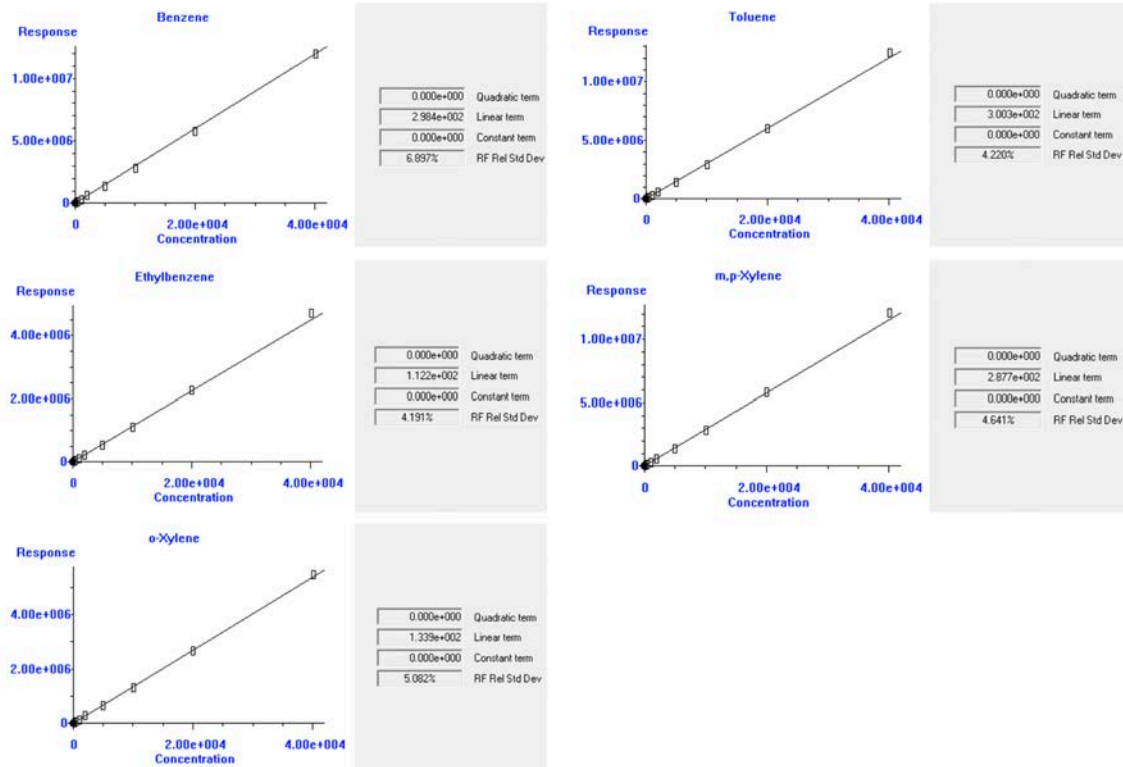 Benzene
Response
1.00e+007
5.00e+006
0
0 2.00e+004 4.00e+004
Concentration
0.000e+000 Quadratic term
2.984e+002 Linear term
0.000e+000 Constant term
6.897% RF Rel Std Dev
Toluene
Response
1.00e+007
5.00e+006
0
0 2.00e+004 4.00e+004
Concentration
0.000e+000 Quadratic term
3.003e+002 Linear term
0.000e+000 Constant term
4.220% RF Rel Std Dev
Ethylbenzene
Response
4.00e+006
2.00e+006
0
0 2.00e+004 4.00e+004
Concentration
0.000e+000 Quadratic term
1.122e+002 Linear term
0.000e+000 Constant term
4.191% RF Rel Std Dev
m,p-Xylene
Response
1.00e+007
5.00e+006
0
0 2.00e+004 4.00e+004
Concentration
0.000e+000 Quadratic term
2.877e+002 Linear term
0.000e+000 Constant term
4.641% RF Rel Std Dev
o-Xylene
Response
4.00e+006
2.00e+006
0
0 2.00e+004 4.00e+004
Concentration
0.000e+000 Quadratic term
1.339e+002 Linear term
0.000e+000 Constant term
5.082% RF Rel Std Dev